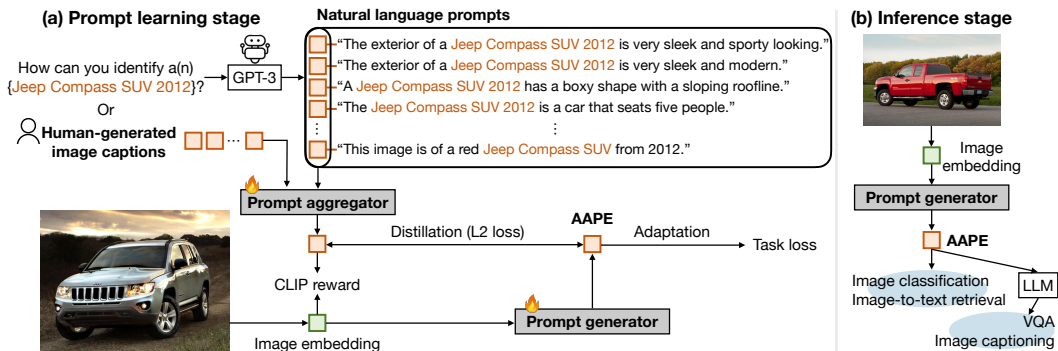 (a) Prompt learning stage
Natural language prompts
How can you identify a(n)
{Jeep Compass SUV 2012}?
GPT-3
Or
Human-generated
image captions
...
“The exterior of a Jeep Compass SUV 2012 is very sleek and sporty looking.”
“The exterior of a Jeep Compass SUV 2012 is very sleek and modern.”
“A Jeep Compass SUV 2012 has a boxy shape with a sloping roofline.”
“The Jeep Compass SUV 2012 is a car that seats five people.”
“This image is of a red Jeep Compass SUV from 2012.”
Prompt aggregator
Distillation (L2 loss)
AAPE
Adaptation
Task loss
CLIP reward
Image embedding
Prompt generator
(b) Inference stage
Image
embedding
Prompt generator
AAPE
Image classification
Image-to-text retrieval
LLM
VQA
Image captioning